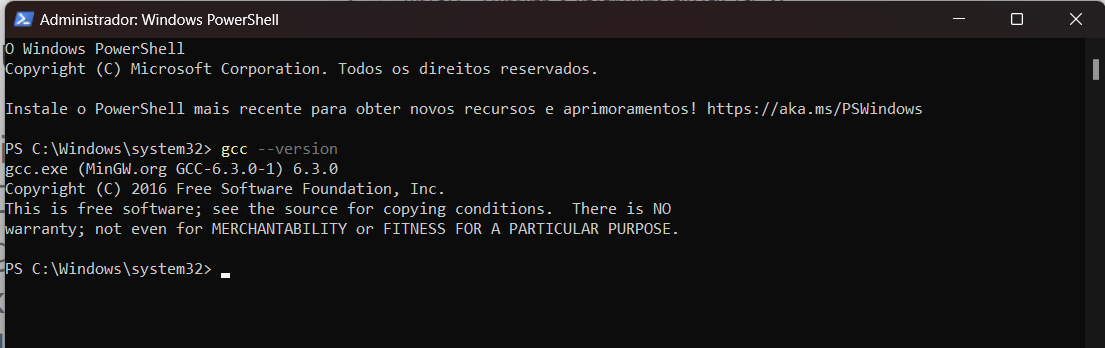 Administrador: Windows PowerShell
O Windows PowerShell
Copyright (C) Microsoft Corporation. Todos os direitos reservados.
Instale o PowerShell mais recente para obter novos recursos e aprimoramentos! https://aka.ms/PSWindows
PS C:\Windows\system32> gcc --version
gcc.exe (MinGW.org GCC-6.3.0-1) 6.3.0
Copyright (C) 2016 Free Software Foundation, Inc.
This is free software; see the source for copying conditions.  There is NO
warranty; not even for MERCHANTABILITY or FITNESS FOR A PARTICULAR PURPOSE.
PS C:\Windows\system32>